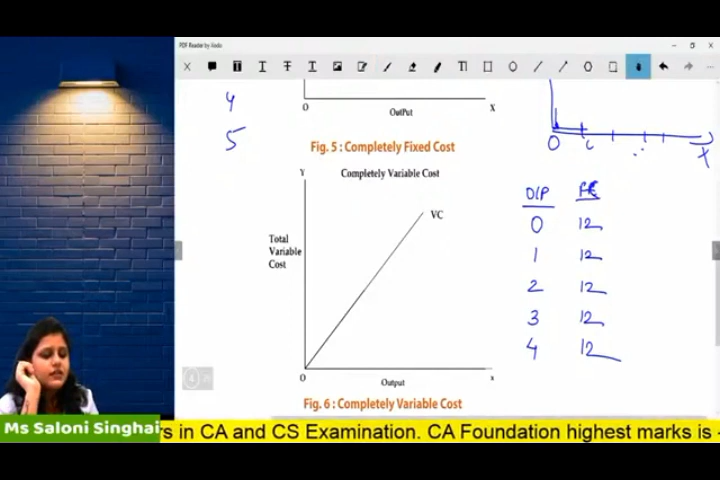 PDF Reader by Xodo
4
5
O
Output
X
Fig. 5 : Completely Fixed Cost
O
X
Y
Completely Variable Cost
VC
Total
Variable
Cost
O
Output
x
Fig. 6 : Completely Variable Cost
O/P FC
0 12
1 12
2 12
3 12
4 12
4
Ms Saloni Singhai
rs in CA and CS Examination. CA Foundation highest marks is